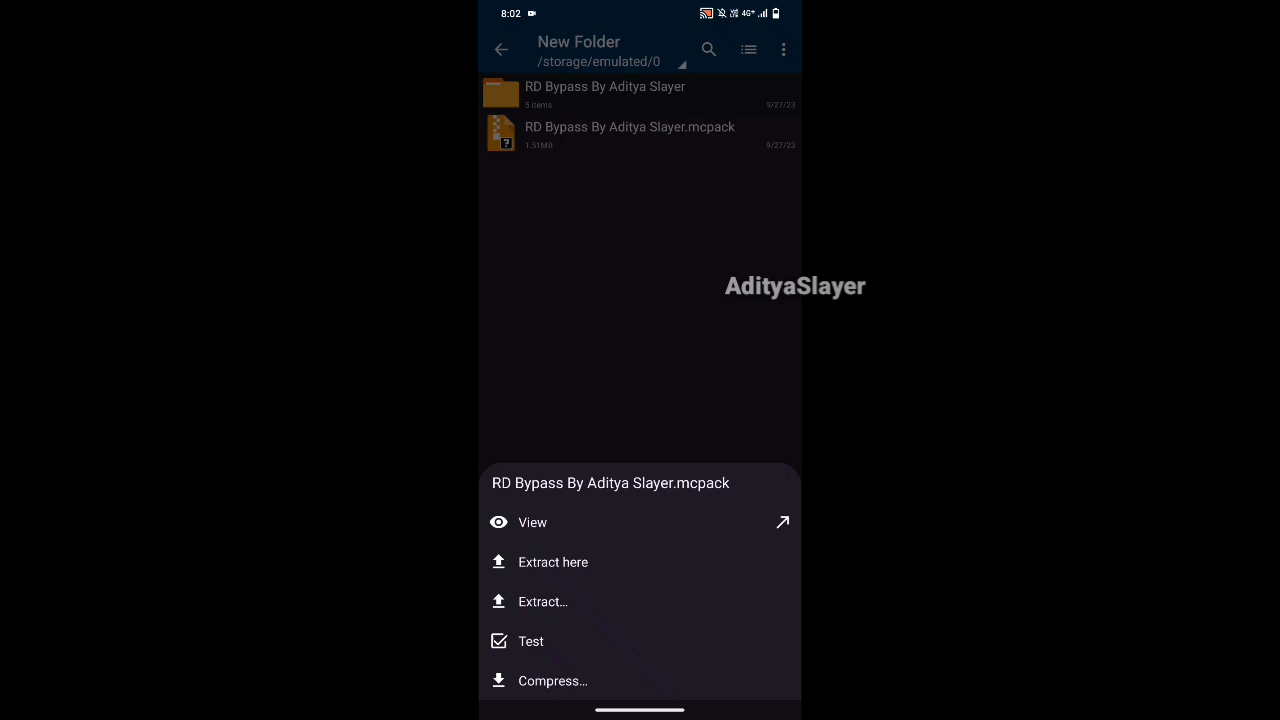 8:02
4G+
New Folder
/storage/emulated/0
RD Bypass By Aditya Slayer
5 items
9/27/23
RD Bypass By Aditya Slayer.mcpack
1.51MB
9/27/23
AdityaSlayer
RD Bypass By Aditya Slayer.mcpack
View
Extract here
Extract…
Test
Compress…